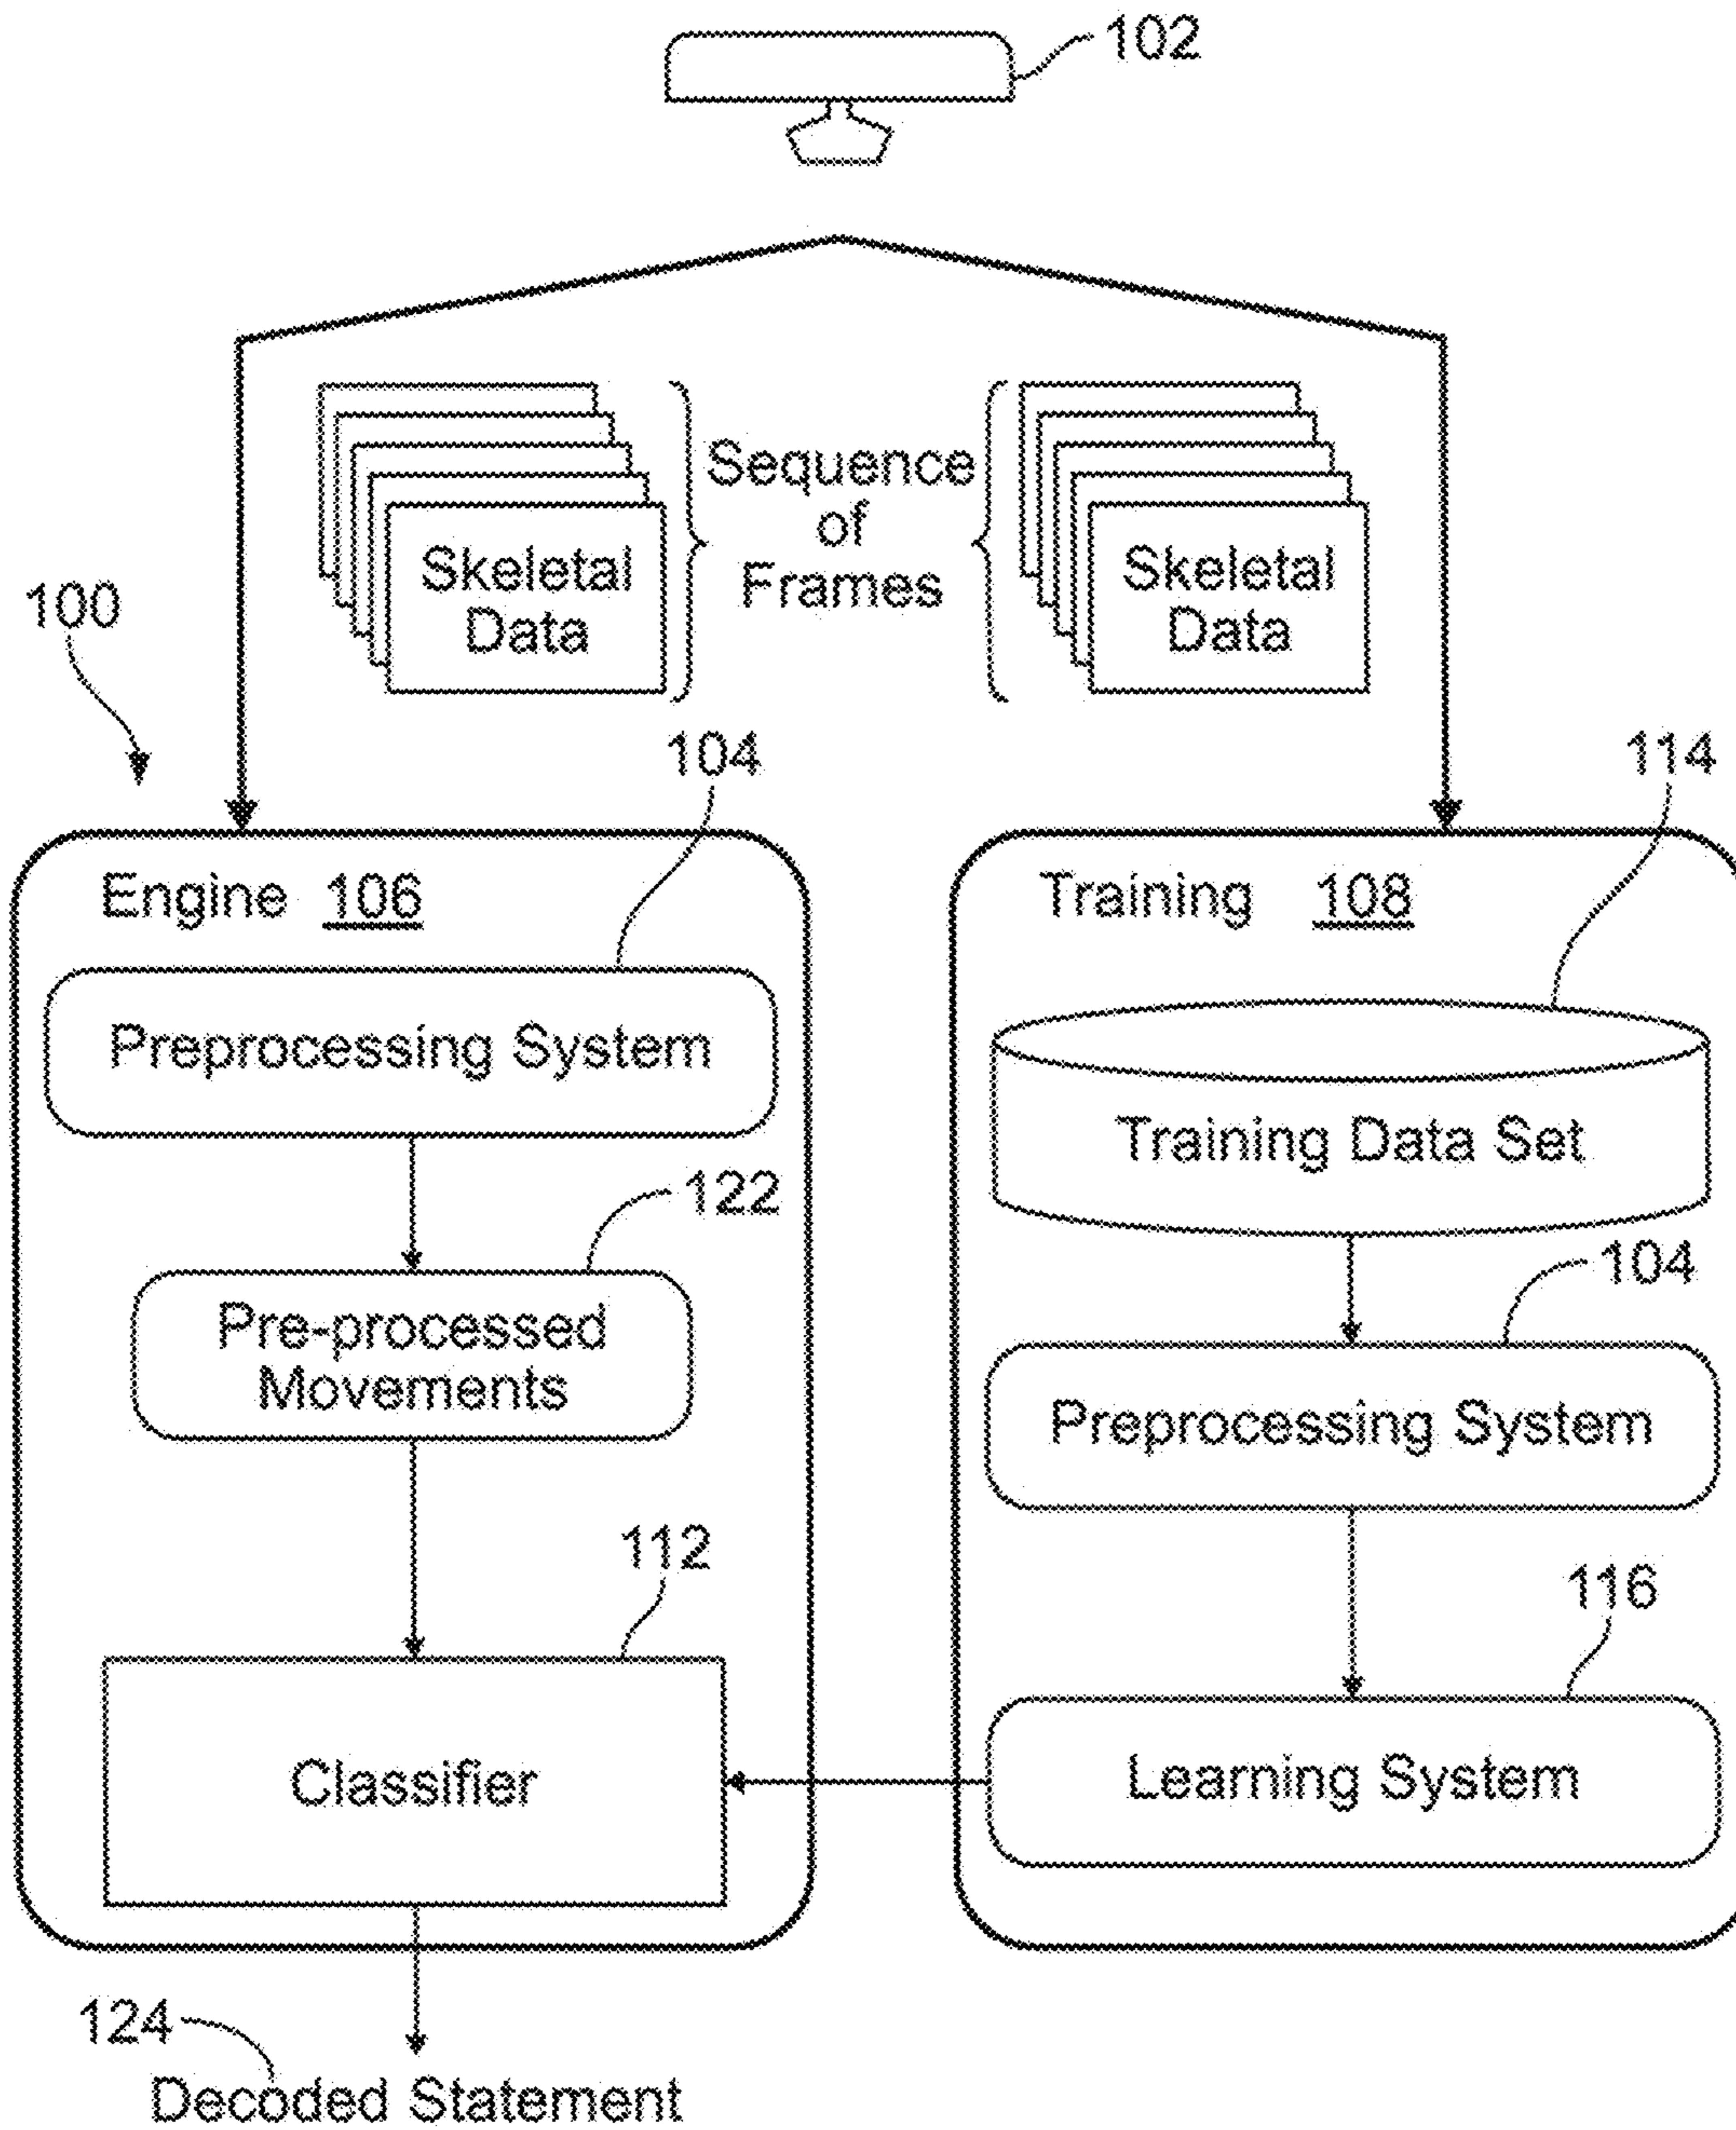 102
Sequence
of
Frames
Skeletal
Data
Skeletal
Data
100
104
114
Engine 106
Training 108
Preprocessing System
Training Data Set
122
104
Pre-processed
Movements
Preprocessing System
112
116
Classifier
Learning System
124
Decoded Statement